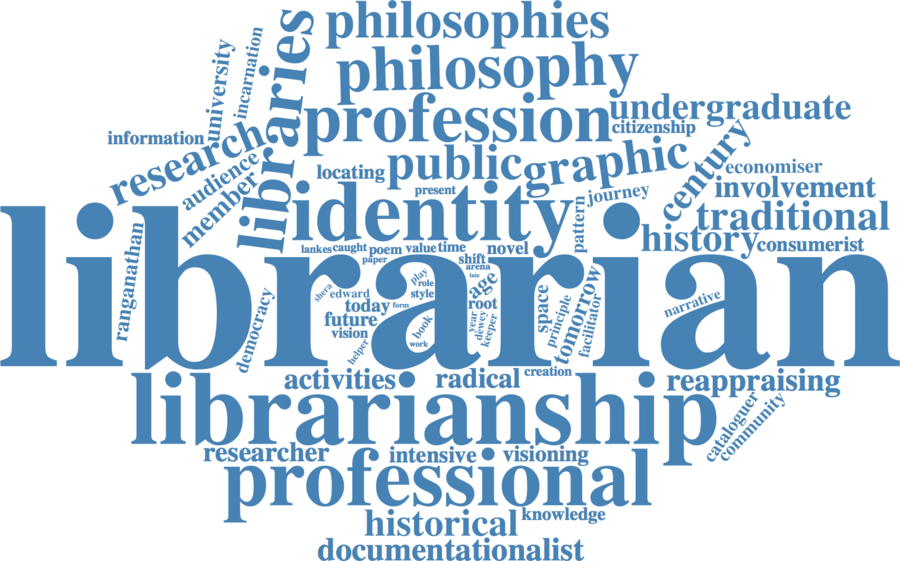 philosophies
philosophy
profession
undergraduate
citizenship
libraries
incarnation
university
information
research
audience
member
locating
public
graphic
century
economiser
involvement
journey
present
identity
pattern
traditional
history
consumerist
lankes
caught
poem
value
time
novel
paper
shift
arena
late
librarian
ranganathan
democracy
shera
edward
play
role
style
age
today
form
root
future
vision
book
work
helper
year
dewey
keeper
space
principle
tomorrow
facilitator
narrative
creation
activities
radical
reappraising
librarianship
cataloguer
community
researcher
intensive
visioning
professional
knowledge
historical
documentationalist